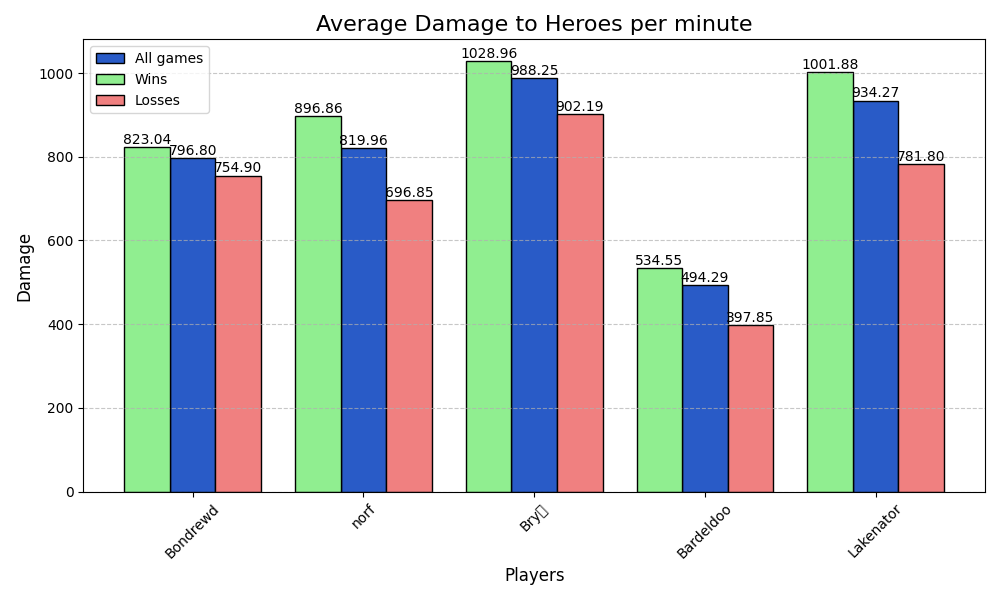 Average Damage to Heroes per minute
All games
Wins
Losses
1028.96
1001.88
988.25
934.27
902.19
896.86
823.04
819.96
796.80
781.80
754.90
696.85
534.55
494.29
397.85
1000
800
600
400
200
0
Damage
Bondrewd
norf
Bry
Bardeldoo
Lakenator
Players